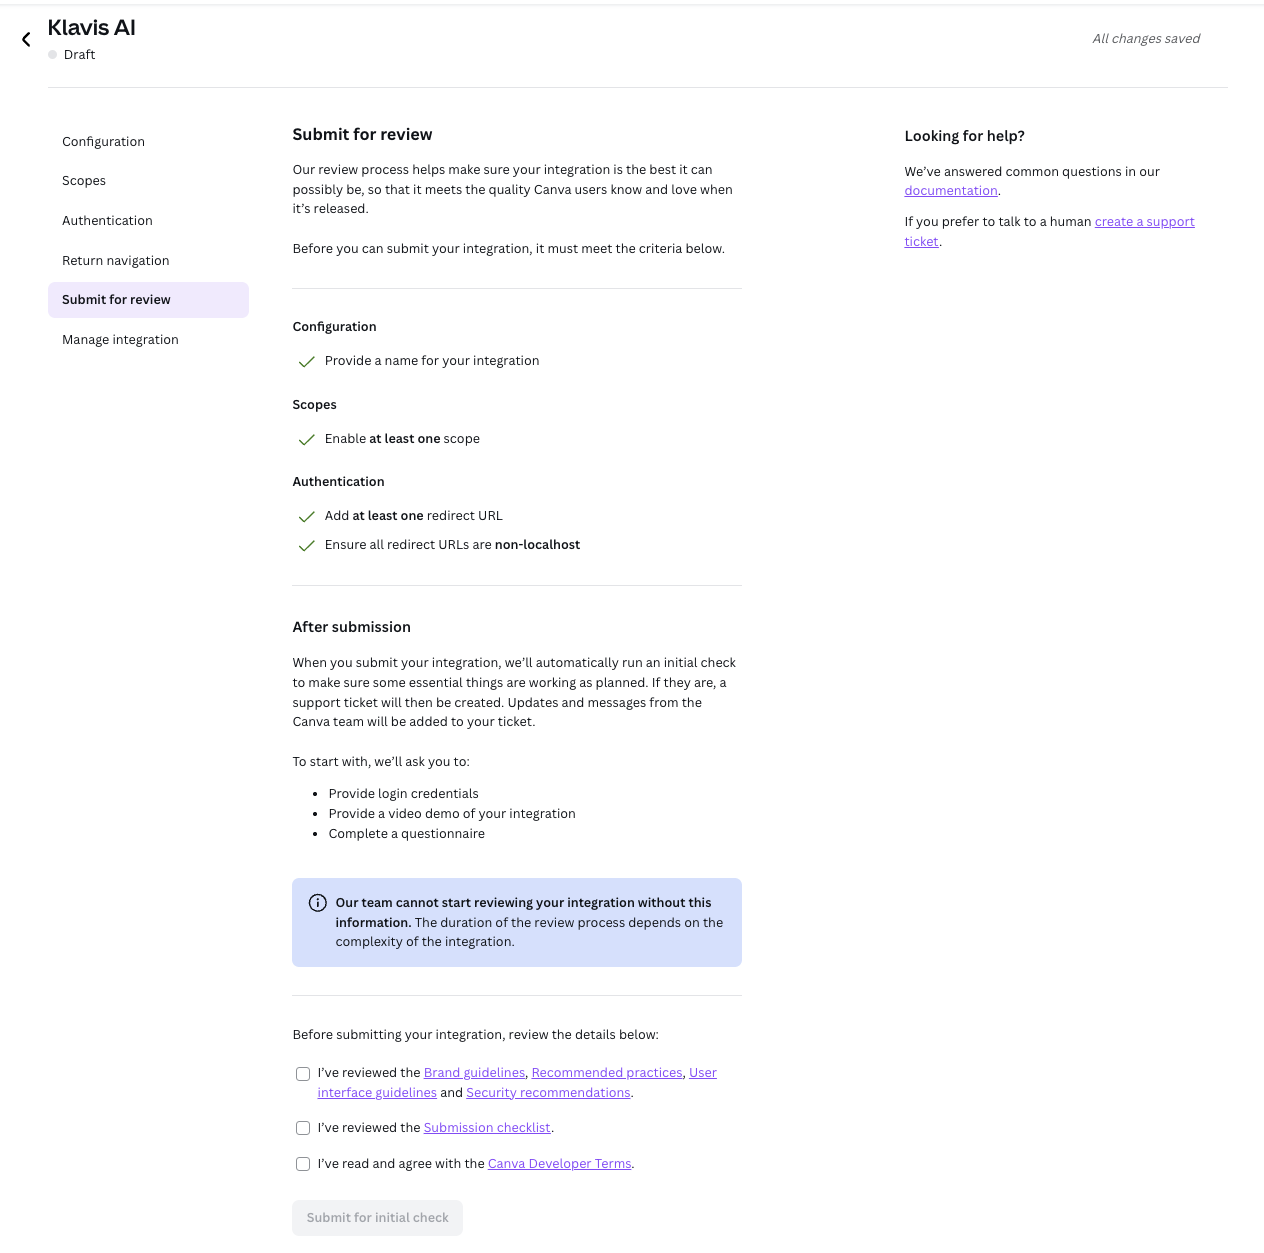 Klavis AI
Draft
All changes saved
Configuration
Scopes
Authentication
Return navigation
Submit for review
Manage integration
Submit for review
Our review process helps make sure your integration is the best it can
possibly be, so that it meets the quality Canva users know and love when
it’s released.
Before you can submit your integration, it must meet the criteria below.
Configuration
Provide a name for your integration
Scopes
Enable at least one scope
Authentication
Add at least one redirect URL
Ensure all redirect URLs are non-localhost
After submission
When you submit your integration, we’ll automatically run an initial check
to make sure some essential things are working as planned. If they are, a
support ticket will then be created. Updates and messages from the
Canva team will be added to your ticket.
To start with, we’ll ask you to:
• Provide login credentials
• Provide a video demo of your integration
• Complete a questionnaire
Our team cannot start reviewing your integration without this
information. The duration of the review process depends on the
complexity of the integration.
Before submitting your integration, review the details below:
I’ve reviewed the Brand guidelines, Recommended practices, User
interface guidelines and Security recommendations.
I’ve reviewed the Submission checklist.
I’ve read and agree with the Canva Developer Terms.
Submit for initial check
Looking for help?
We’ve answered common questions in our
documentation.
If you prefer to talk to a human create a support
ticket.